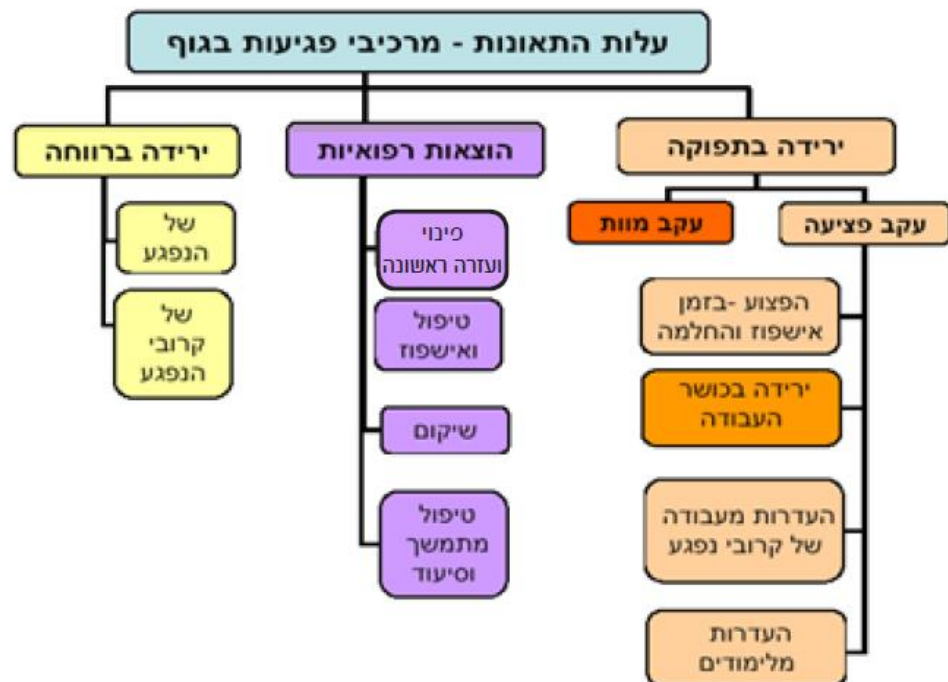 עלות התאונות - מרכיבי פגיעות בגוף
ירידה בתפוקה
עקב פציעה
הפצוע -בזמן
אישפוז והחלמה
ירידה בכושר
העבודה
העדרות מעבודה
של קרובי נפגע
העדרות
מלימודים
עקב מוות
הוצאות רפואיות
פינוי
ועזרה ראשונה
טיפול
ואישפוז
שיקום
טיפול
מתמשך
וסיעוד
ירידה ברווחה
של
הנפגע
של
קרובי
הנפגע